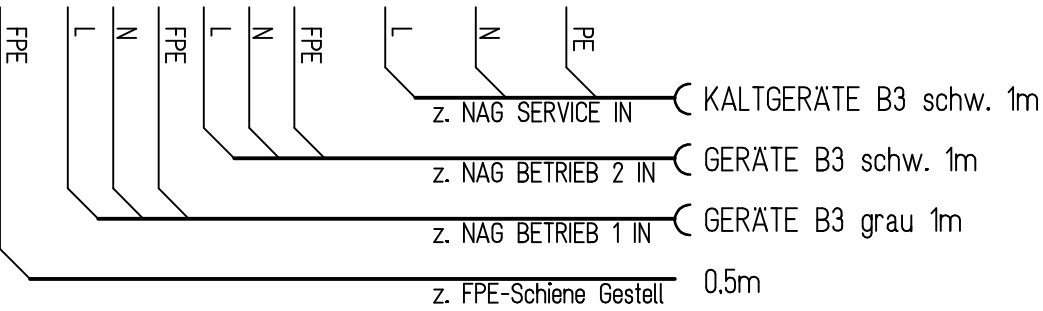 FPE L N FPE L N FPE L N PE
KALTGERÄTE B3 schw. 1m
z. NAG SERVICE IN
GERÄTE B3 schw. 1m
z. NAG BETRIEB 2 IN
GERÄTE B3 grau 1m
z. NAG BETRIEB 1 IN
0,5m
z. FPE-Schiene Gestell